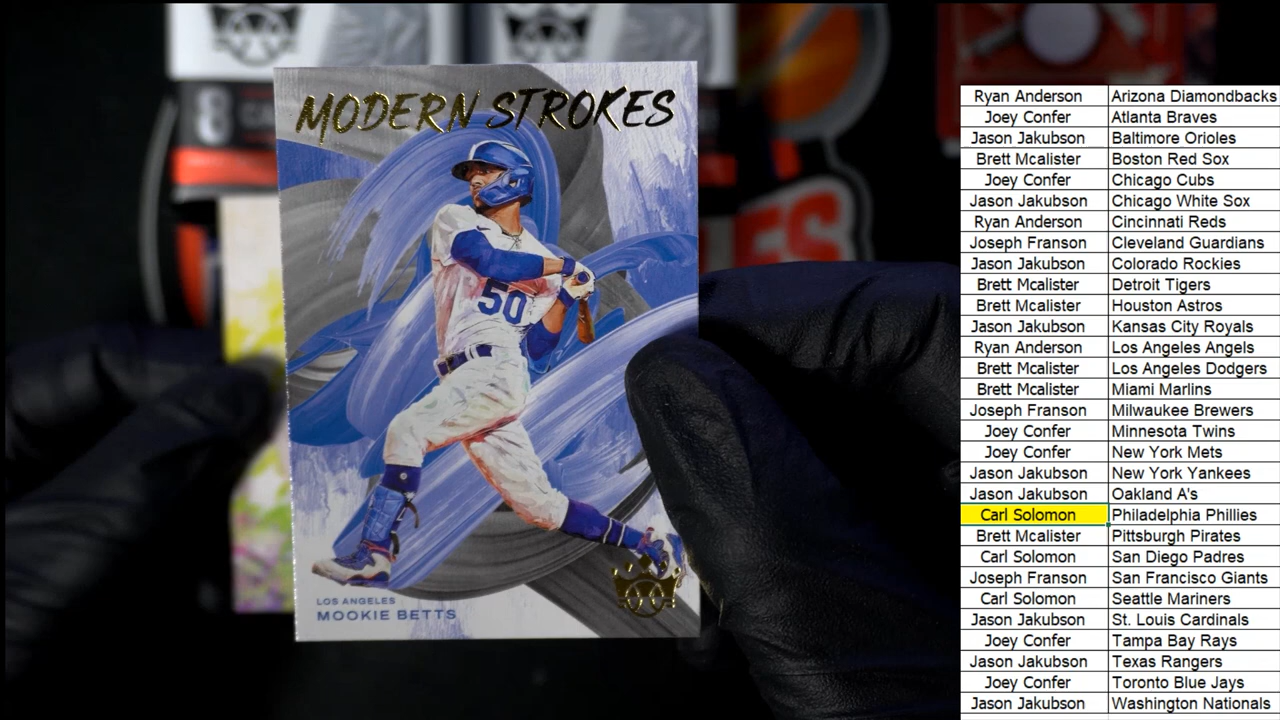 MODERN STROKES
50
LOS ANGELES
MOOKIE BETTS
Ryan Anderson Arizona Diamondbacks
Joey Confer Atlanta Braves
Jason Jakubson Baltimore Orioles
Brett Mcalister Boston Red Sox
Joey Confer Chicago Cubs
Jason Jakubson Chicago White Sox
Ryan Anderson Cincinnati Reds
Joseph Franson Cleveland Guardians
Jason Jakubson Colorado Rockies
Brett Mcalister Detroit Tigers
Brett Mcalister Houston Astros
Jason Jakubson Kansas City Royals
Ryan Anderson Los Angeles Angels
Brett Mcalister Los Angeles Dodgers
Brett Mcalister Miami Marlins
Joseph Franson Milwaukee Brewers
Joey Confer Minnesota Twins
Joey Confer New York Mets
Jason Jakubson New York Yankees
Jason Jakubson Oakland A's
Carl Solomon Philadelphia Phillies
Brett Mcalister Pittsburgh Pirates
Carl Solomon San Diego Padres
Joseph Franson San Francisco Giants
Carl Solomon Seattle Mariners
Jason Jakubson St. Louis Cardinals
Joey Confer Tampa Bay Rays
Jason Jakubson Texas Rangers
Joey Confer Toronto Blue Jays
Jason Jakubson Washington Nationals